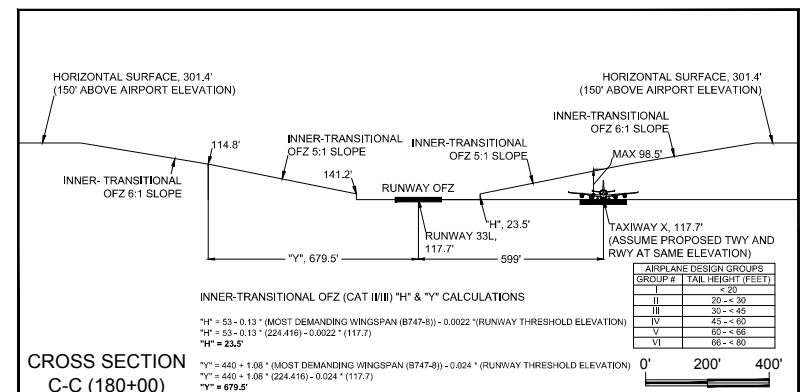 HORIZONTAL SURFACE, 301.4'
(150' ABOVE AIRPORT ELEVATION)
HORIZONTAL SURFACE, 301.4'
(150' ABOVE AIRPORT ELEVATION)
INNER-TRANSITIONAL
OFZ 6:1 SLOPE
114.8'
INNER-TRANSITIONAL
OFZ 5:1 SLOPE
INNER-TRANSITIONAL
OFZ 5:1 SLOPE
MAX 98.5'
INNER- TRANSITIONAL
OFZ 6:1 SLOPE
141.2'
RUNWAY OFZ
"H", 23.5'
RUNWAY 33L,
117.7'
TAXIWAY X, 117.7'
(ASSUME PROPOSED TWY AND
RWY AT SAME ELEVATION)
"Y", 679.5'
599'
AIRPLANE DESIGN GROUPS
GROUP # TAIL HEIGHT (FEET)
I < 20
II 20 - < 30
III 30 - < 45
IV 45 - < 60
V 60 - < 66
VI 66 - < 80
INNER-TRANSITIONAL OFZ (CAT II/III) "H" & "Y" CALCULATIONS
"H" = 53 - 0.13 * (MOST DEMANDING WINGSPAN (B747-8)) - 0.0022 *(RUNWAY THRESHOLD ELEVATION)
"H" = 53 - 0.13 * (224.416) - 0.0022 * (117.7)
"H" = 23.5'
"Y" = 440 + 1.08 * (MOST DEMANDING WINGSPAN (B747-8)) - 0.024 * (RUNWAY THRESHOLD ELEVATION)
"Y" = 440 + 1.08 * (224.416) - 0.024 * (117.7)
"Y" = 679.5'
CROSS SECTION
C-C (180+00)
0' 200' 400'